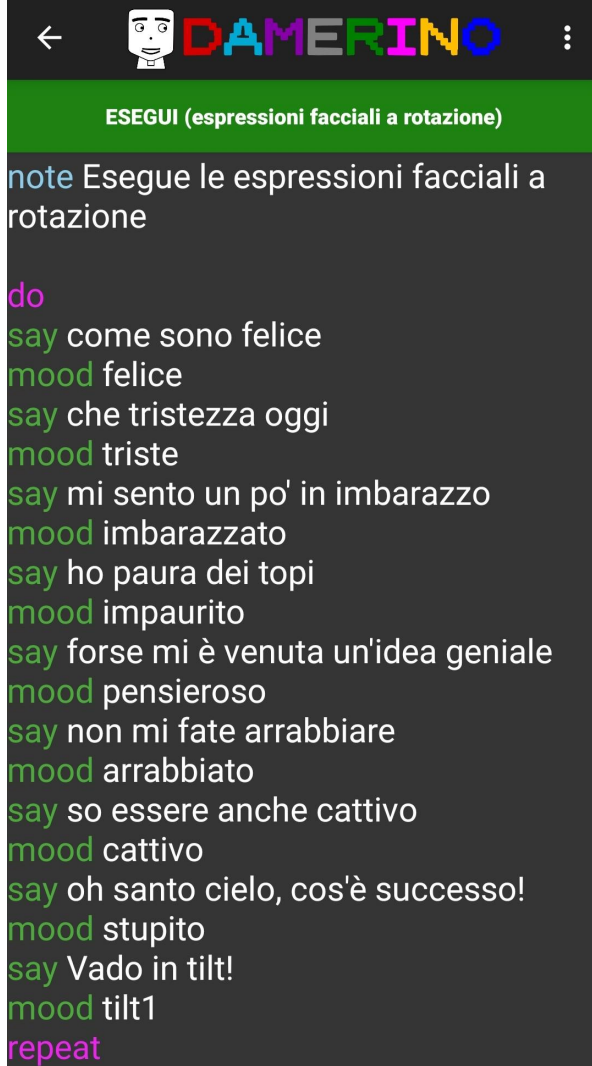 DAMERINO
ESEGUI (espressioni facciali a rotazione)
note Esegue le espressioni facciali a
rotazione
do
say come sono felice
mood felice
say che tristezza oggi
mood triste
say mi sento un po' in imbarazzo
mood imbarazzato
say ho paura dei topi
mood impaurito
say forse mi è venuta un'idea geniale
mood pensieroso
say non mi fate arrabbiare
mood arrabbiato
say so essere anche cattivo
mood cattivo
say oh santo cielo, cos'è successo!
mood stupito
say Vado in tilt!
mood tilt1
repeat